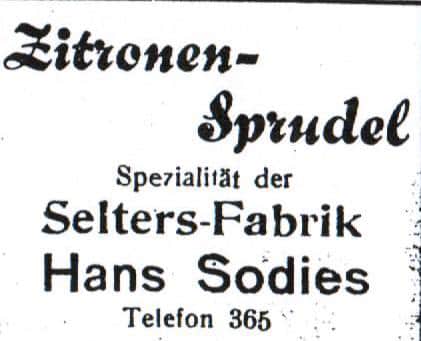 Zitronen-
Sprudel
Spezialität der
Selters-Fabrik
Hans Sodies
Telefon 365